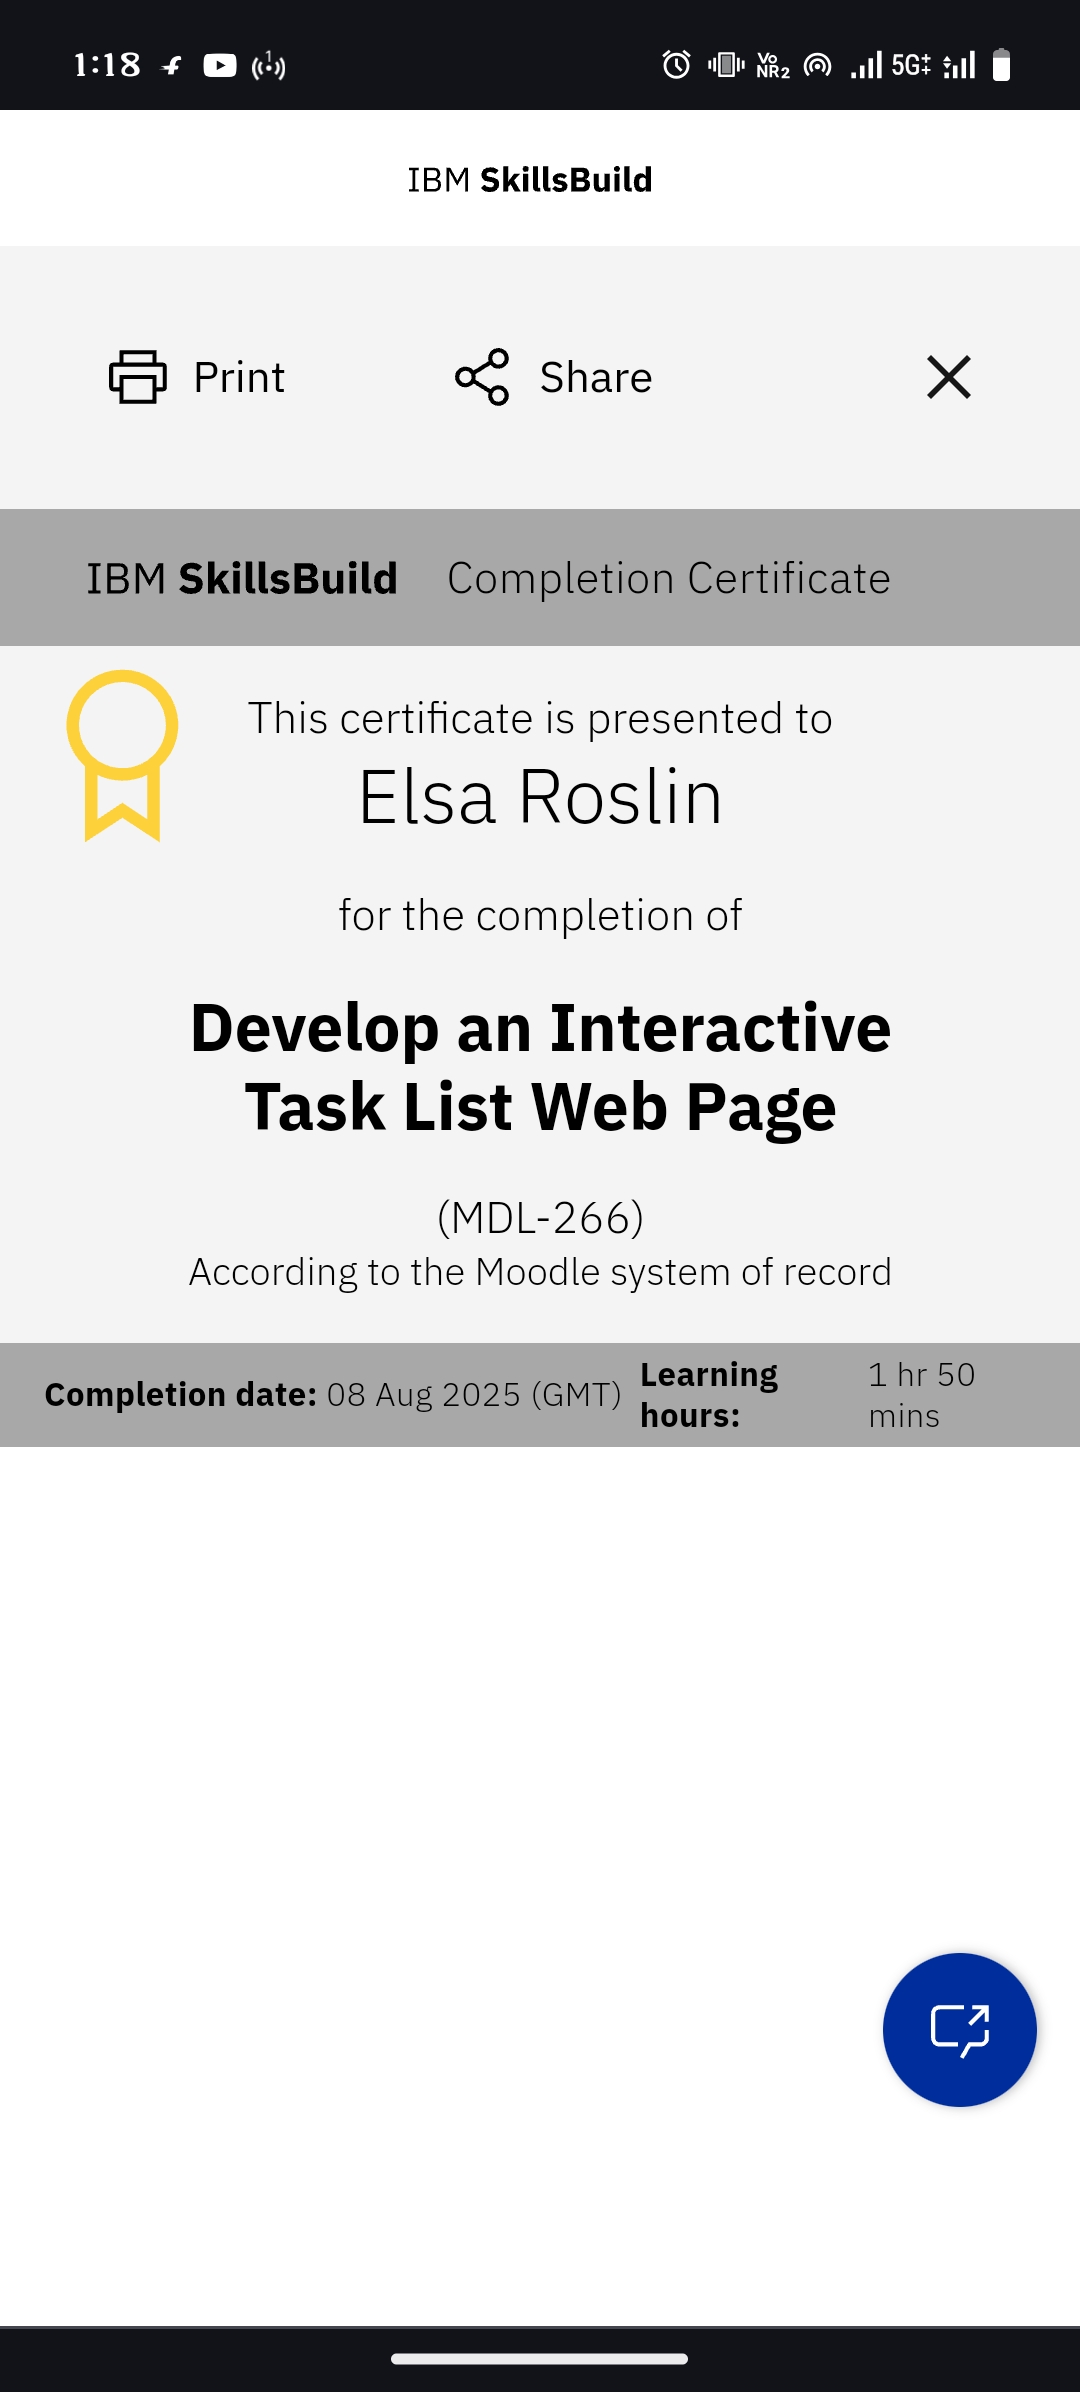 1:18
1
Vo
NR2
5G
IBM SkillsBuild
Print
Share
IBM SkillsBuild Completion Certificate
This certificate is presented to
Elsa Roslin
for the completion of
Develop an Interactive
Task List Web Page
(MDL-266)
According to the Moodle system of record
Completion date: 08 Aug 2025 (GMT)
Learning
hours:
1 hr 50
mins